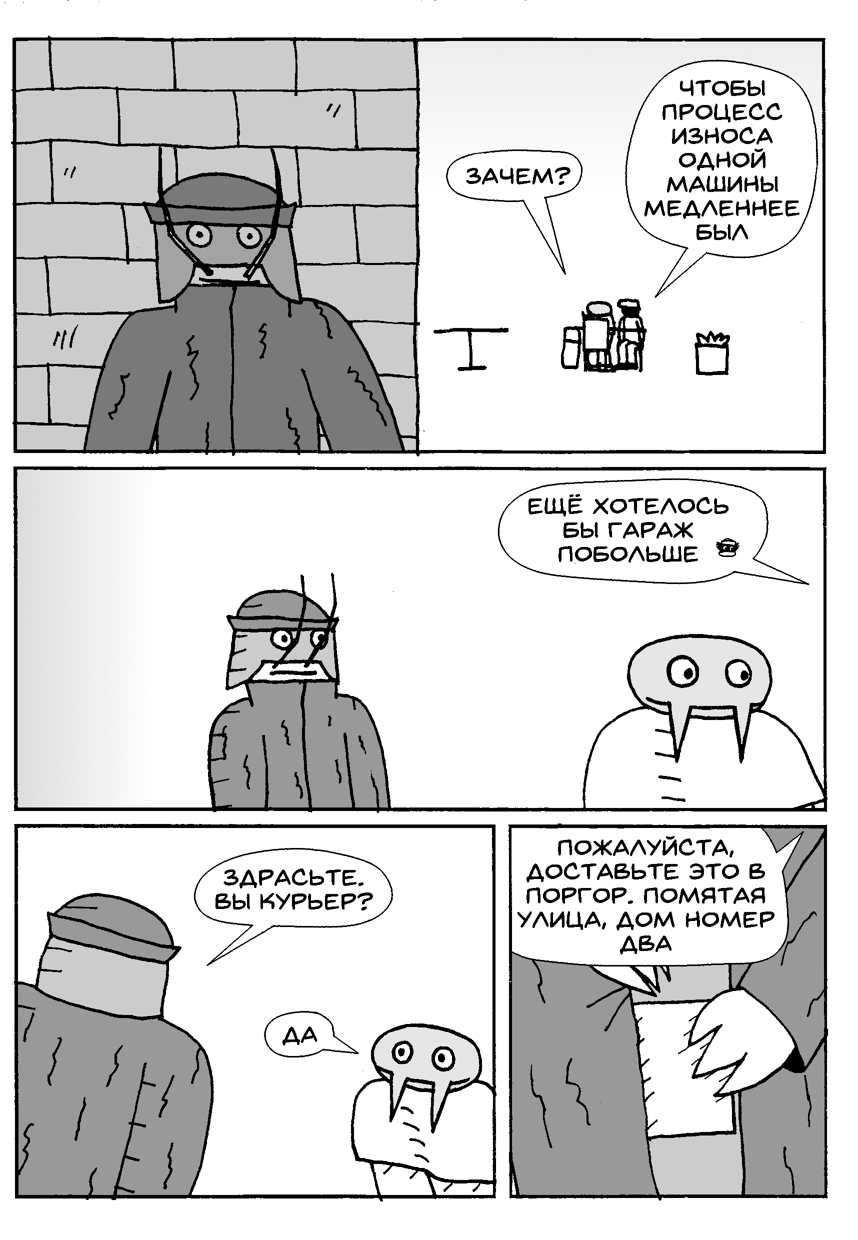 ЗАЧЕМ?
ЧТОБЫ
ПРОЦЕСС
ИЗНОСА
ОДНОЙ
МАШИНЫ
МЕДЛЕННЕЕ
БЫЛ
ЕЩЁ ХОТЕЛОСЬ
БЫ ГАРАЖ
ПОБОЛЬШЕ
ЗДРАСЬТЕ.
ВЫ КУРЬЕР?
ДА
ПОЖАЛУЙСТА,
ДОСТАВЬТЕ ЭТО В
ПОРГОР. ПОМЯТАЯ
УЛИЦА, ДОМ НОМЕР
ДВА